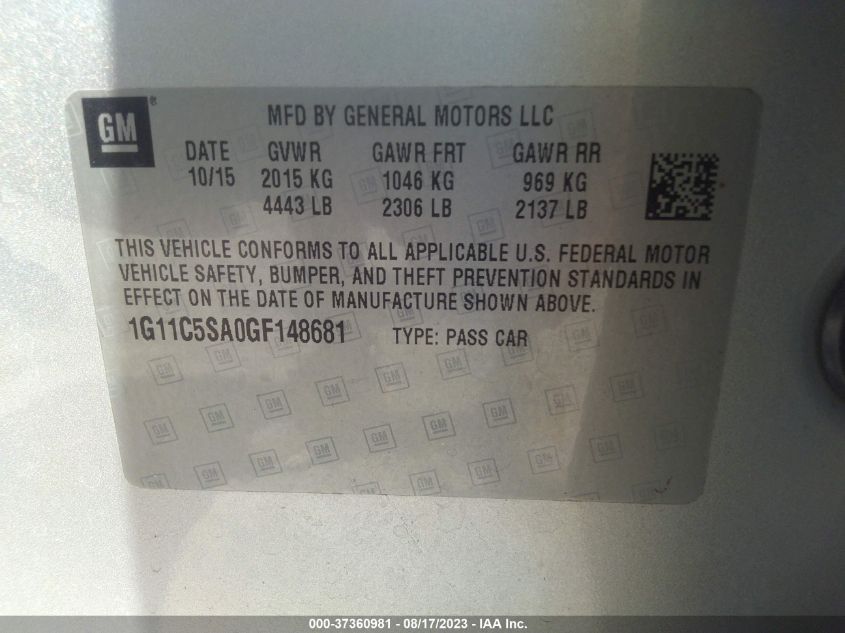 GM ®
MFD BY GENERAL MOTORS LLC
DATE GVWR GAWR FRT GAWR RR
10/15 2015 KG 1046 KG 969 KG
4443 LB 2306 LB 2137 LB
THIS VEHICLE CONFORMS TO ALL APPLICABLE U.S. FEDERAL MOTOR
VEHICLE SAFETY, BUMPER, AND THEFT PREVENTION STANDARDS IN
EFFECT ON THE DATE OF MANUFACTURE SHOWN ABOVE.
1G11C5SA0GF148681 TYPE: PASS CAR
000-37360981 - 08/17/2023 - IAA Inc.